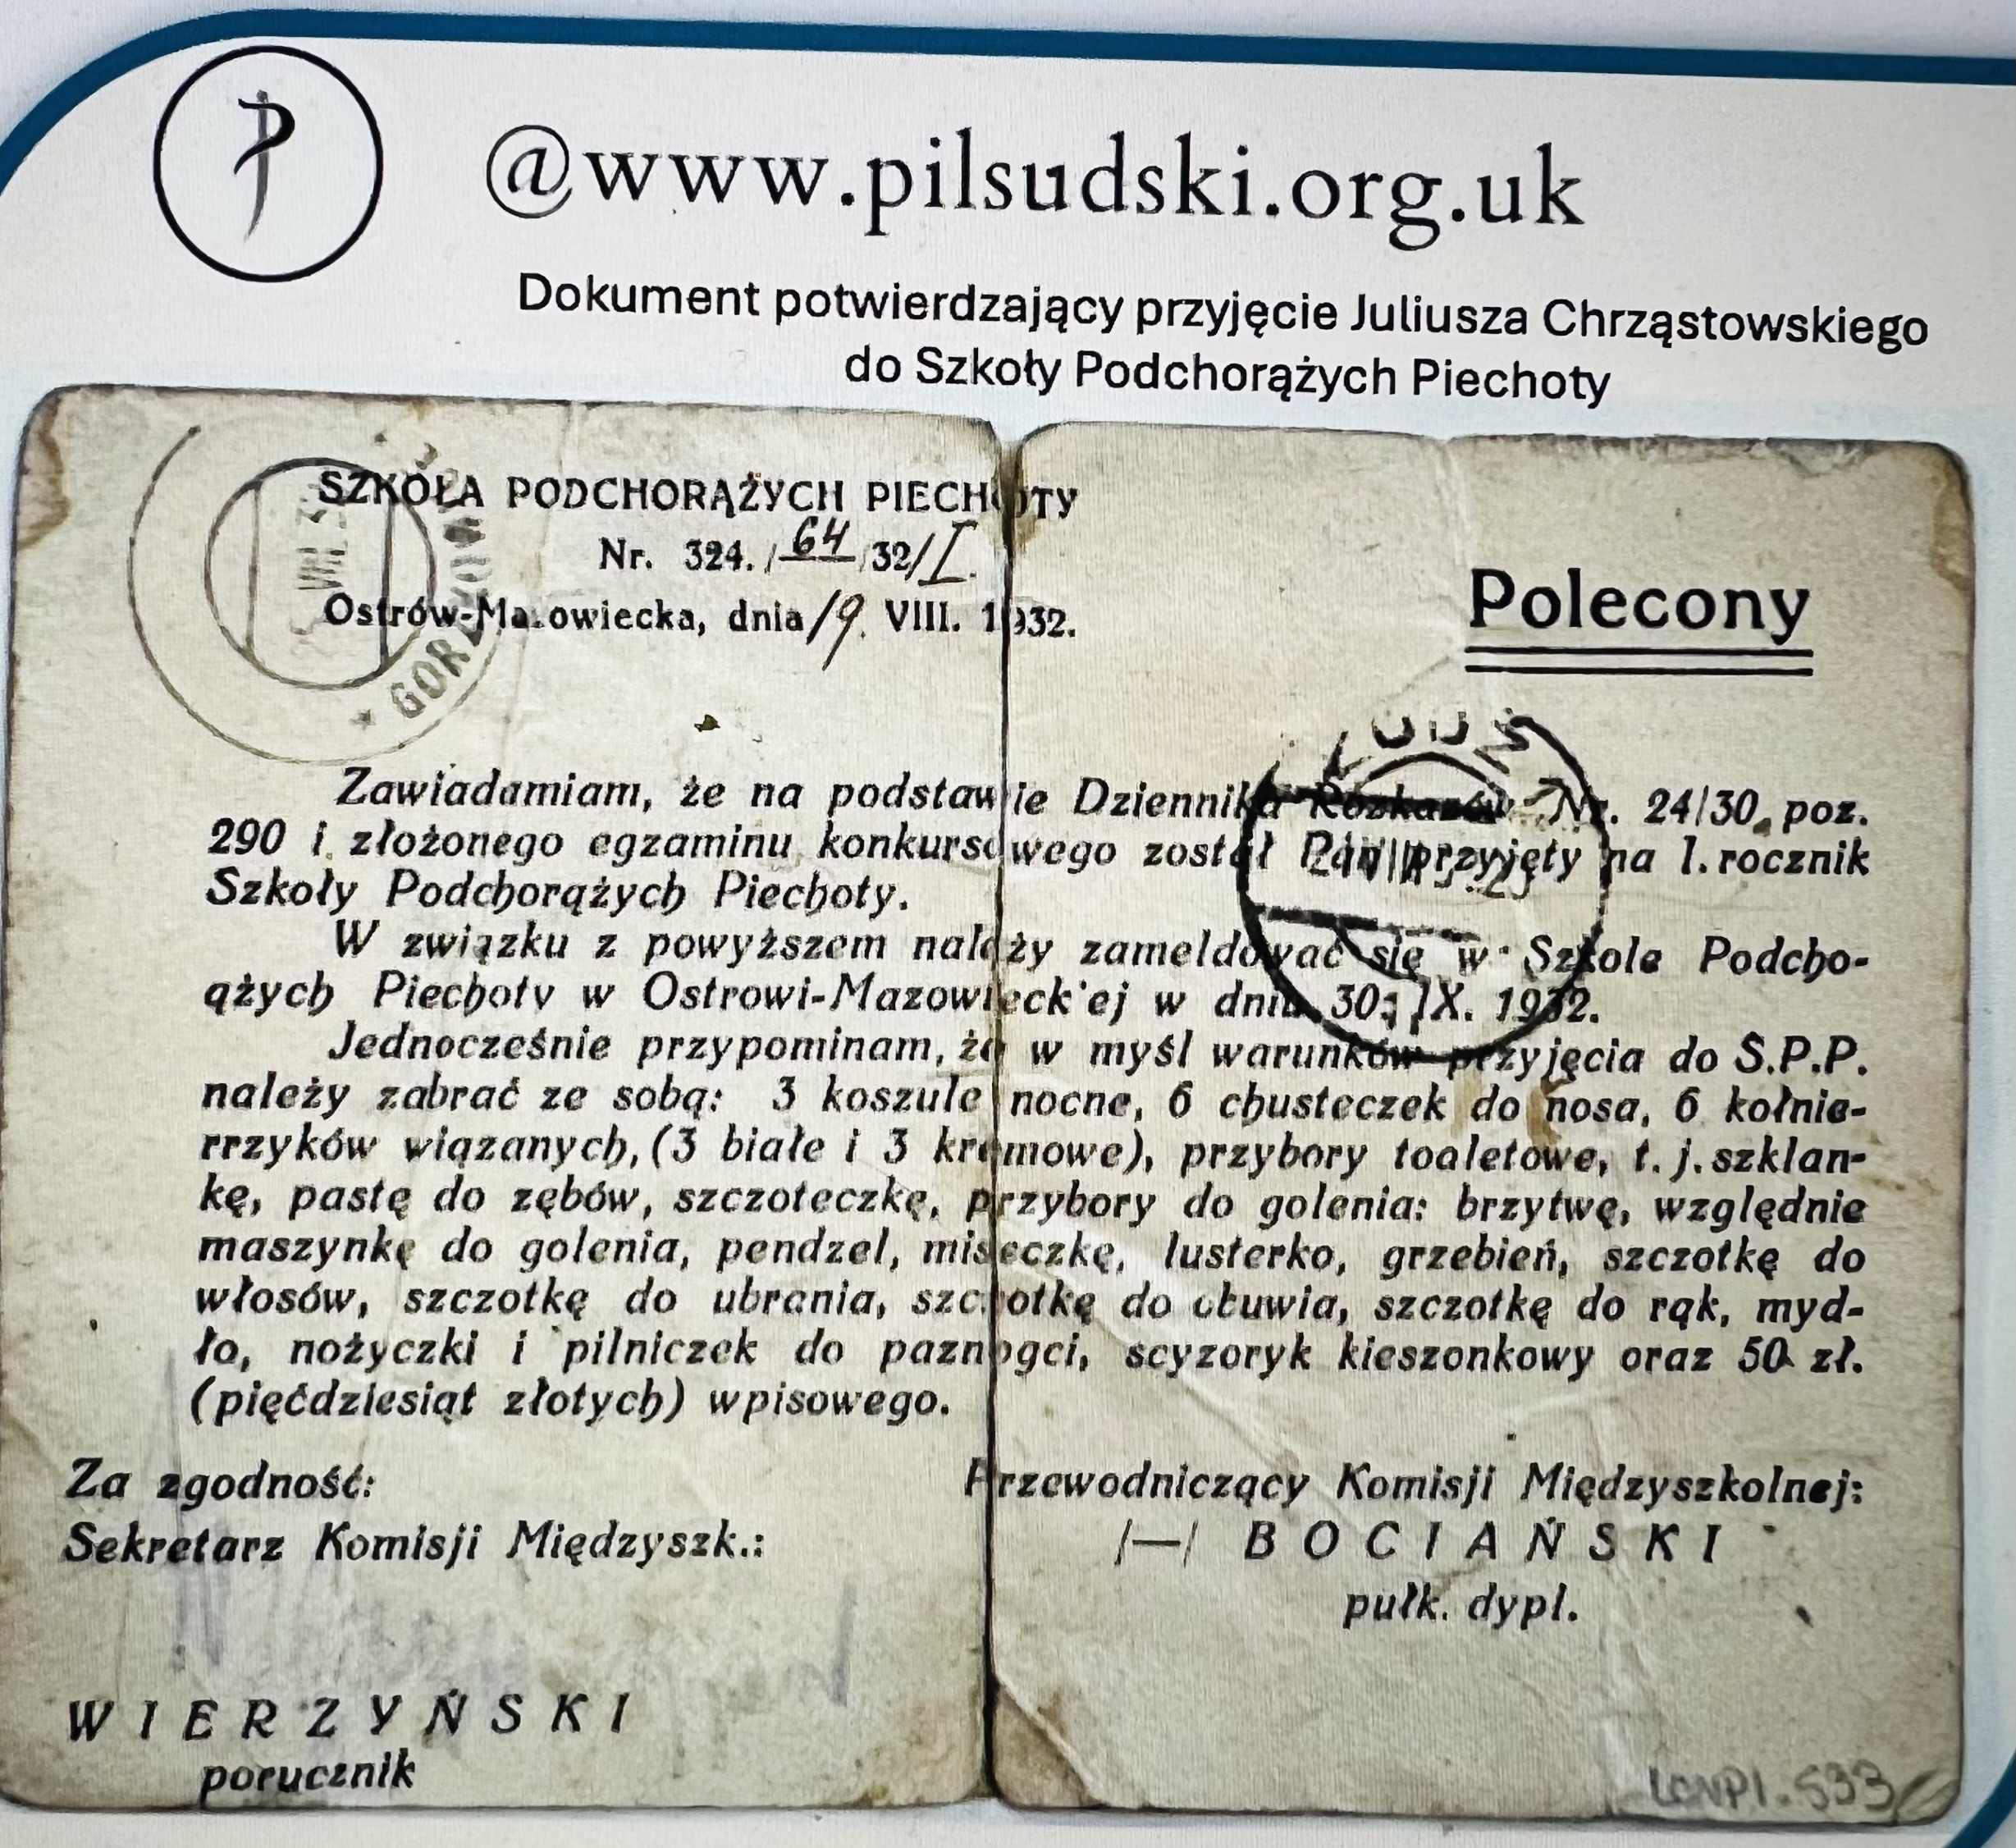 @www.pilsudski.org.uk
Dokument potwierdzający przyjęcie Juliusza Chrząstowskiego
do Szkoły Podchorążych Piechoty
SZKOŁA PODCHORĄŻYCH PIECHOTY
Nr. 324. / 64 / 32/I.
Ostrów-Mazowiecka, dnia 19. VIII. 1932.
Polecony
Zawiadamiam, że na podstawie Dziennika Rozkazów Nr. 24/30 poz.
290 i złożonego egzaminu konkursowego został Pan przyjęty na I. rocznik
Szkoły Podchorążych Piechoty.
W związku z powyższem należy zameldować się w Szkole Podcho-
ążych Piechoty w Ostrowi-Mazowieckiej w dniu 30. IX. 1932.
Jednocześnie przypominam, że w myśl warunków przyjęcia do S.P.P.
należy zabrać ze sobą: 3 koszule nocne, 6 chusteczek do nosa, 6 kołnie-
rrzyków wiązanych, (3 białe i 3 kremowe), przybory toaletowe, t. j. szklan-
kę, pastę do zębów, szczoteczkę, przybory do golenia: brzytwę, względnie
maszynkę do golenia, pendzel, miseczkę, lusterko, grzebień, szczotkę do
włosów, szczotkę do ubrania, szczotkę do obuwia, szczotkę do rąk, myd-
ło, nożyczki i pilniczek do paznogci, scyzoryk kieszonkowy oraz 50 zł.
(pięćdziesiąt złotych) wpisowego.
Za zgodność:
Sekretarz Komisji Międzyszk.:
WIERZYŃSKI
porucznik
Przewodniczący Komisji Międzyszkolnej:
/—/ BOCIAŃSKI
pułk. dypl.